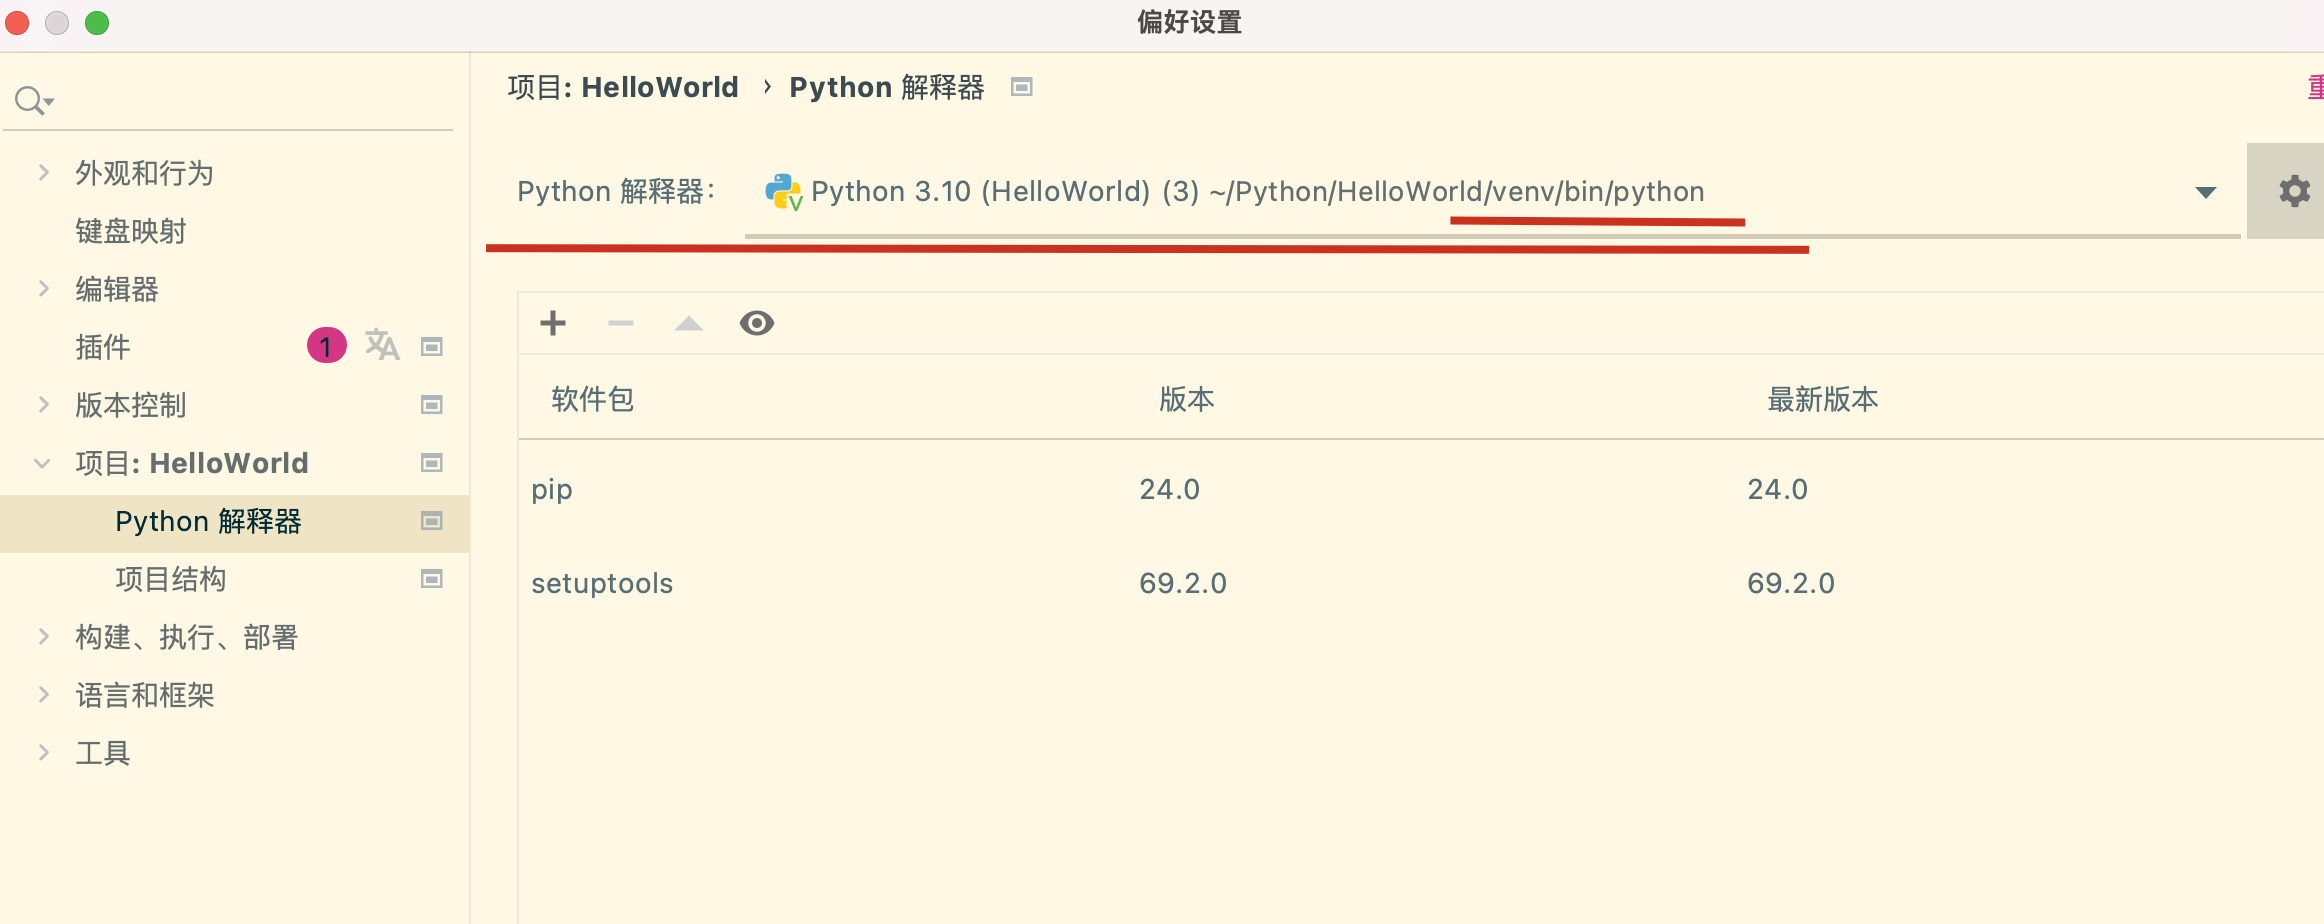 偏好设置
项目: HelloWorld › Python 解释器
重
外观和行为
键盘映射
编辑器
插件 1
版本控制
项目: HelloWorld
Python 解释器
项目结构
构建、执行、部署
语言和框架
工具
Python 解释器: Python 3.10 (HelloWorld) (3) ~/Python/HelloWorld/venv/bin/python
软件包 版本 最新版本
pip 24.0 24.0
setuptools 69.2.0 69.2.0